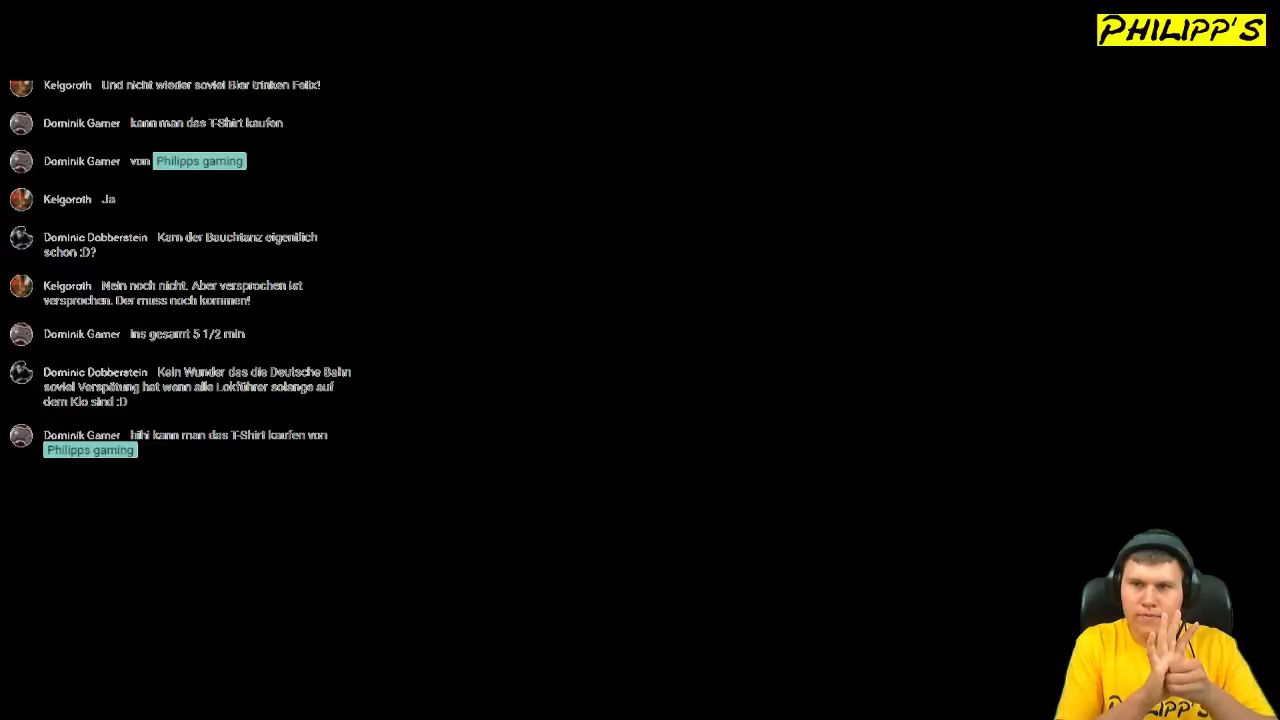 PHILIPP'S
Kelgoroth Und nicht wieder soviel Bier trinken Felix!
Dominik Gamer kann man das T-Shirt kaufen
Dominik Gamer von Philipps gaming
Kelgoroth Ja
Dominic Dobberstein Kam der Bauchtanz eigentlich
schon :D?
Kelgoroth Nein noch nicht. Aber versprochen ist
versprochen. Der muss noch kommen!
Dominik Gamer ins gesamt 5 1/2 min
Dominic Dobberstein Kein Wunder das die Deutsche Bahn
soviel Verspätung hat wenn alle Lokführer solange auf
dem Klo sind :D
Dominik Gamer hihi kann man das T-Shirt kaufen von
Philipps gaming
PHILIPP'S